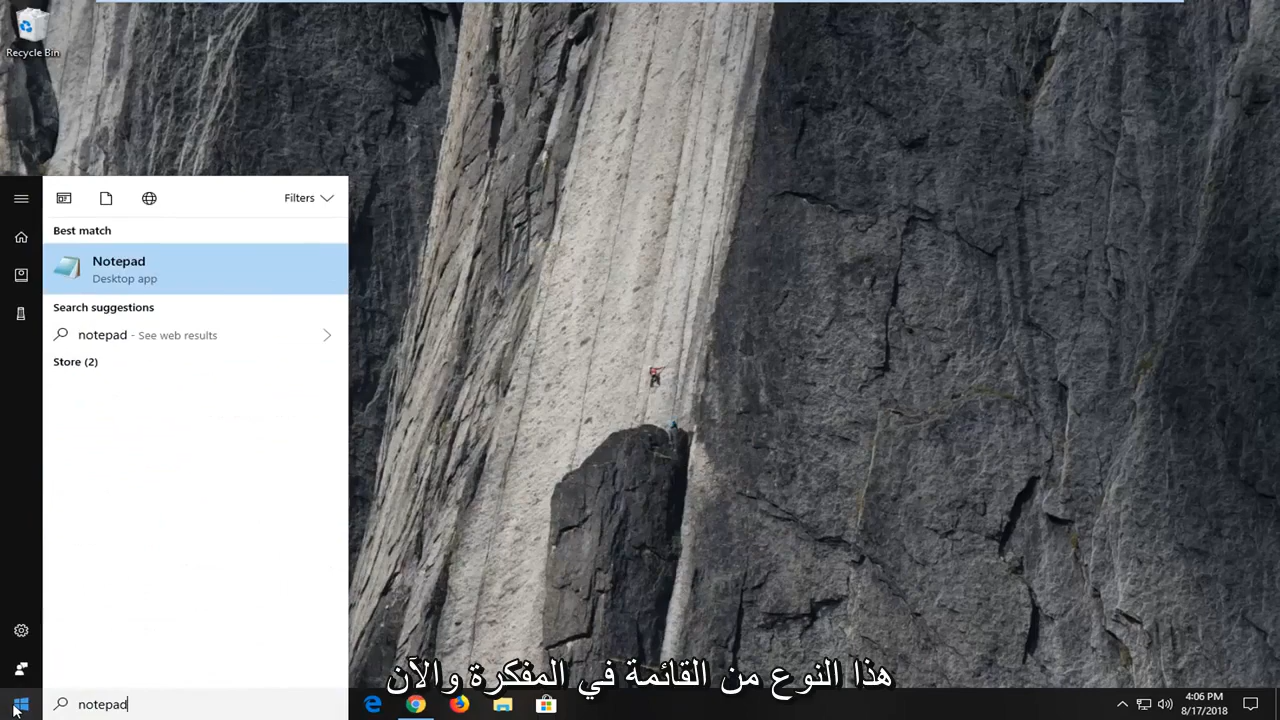 Recycle Bin
Filters
Best match
Notepad
Desktop app
Search suggestions
notepad - See web results
Store (2)
هذا النوع من القائمة في المفكرة والآن
notepad
4:06 PM
8/17/2018